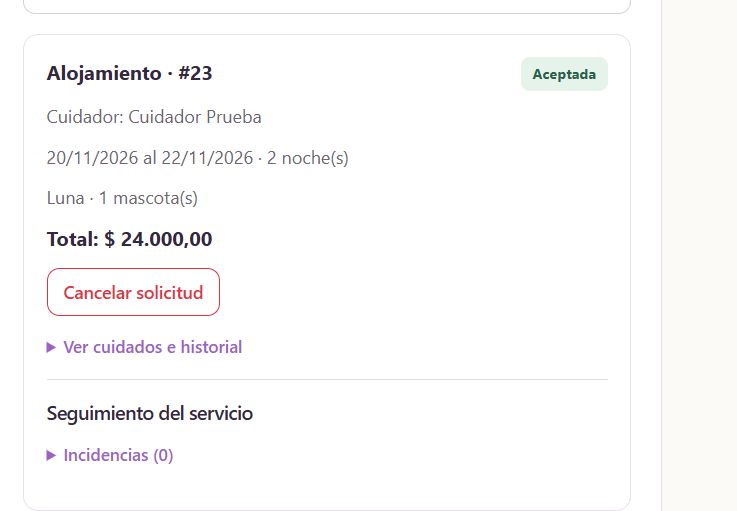 Alojamiento · #23
Aceptada
Cuidador: Cuidador Prueba
20/11/2026 al 22/11/2026 · 2 noche(s)
Luna · 1 mascota(s)
Total: $ 24.000,00
Cancelar solicitud
Ver cuidados e historial
Seguimiento del servicio
Incidencias (0)